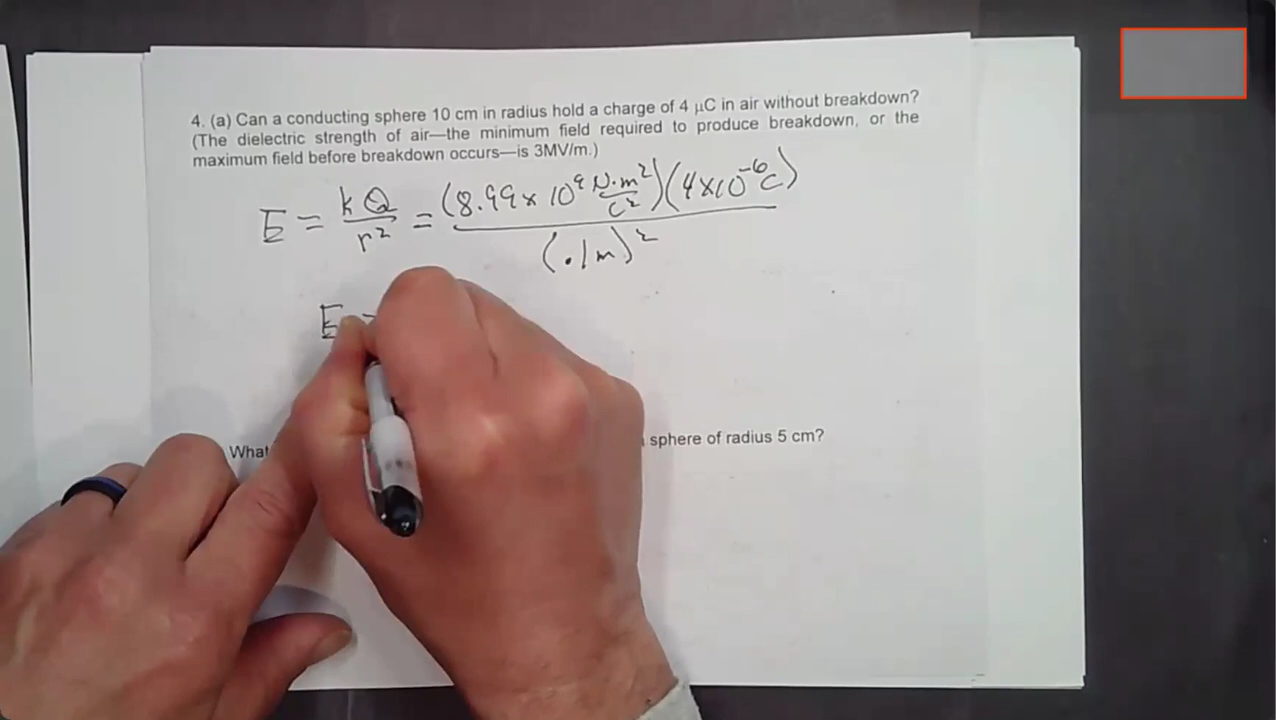 4. (a) Can a conducting sphere 10 cm in radius hold a charge of 4 μC in air without breakdown?
(The dielectric strength of air—the minimum field required to produce breakdown, or the
maximum field before breakdown occurs—is 3MV/m.)
E = kQ/r² = (8.99 x 10⁹ N·m²/C²)(4 x 10⁻⁶ C)/(.1m)²
E =
What sphere of radius 5 cm?